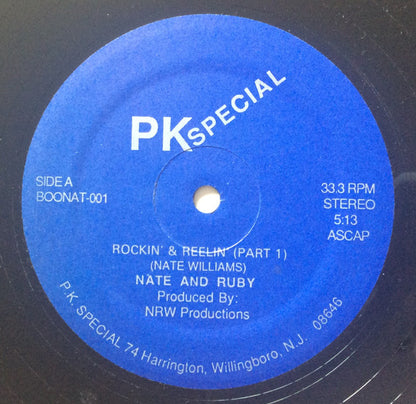 PK SPECIAL
SIDE A
BOONAT-001
33.3 RPM
STEREO
5:13
ASCAP
ROCKIN' & REELIN' (PART 1)
(NATE WILLIAMS)
NATE AND RUBY
Produced By:
NRW Productions
P.K. SPECIAL 74 Harrington, Willingboro, N.J. 08646